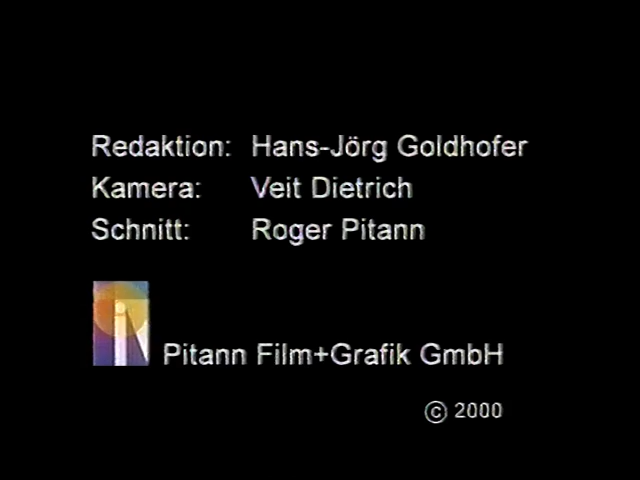 Redaktion: Hans-Jörg Goldhofer
Kamera: Veit Dietrich
Schnitt: Roger Pitann
Pitann Film+Grafik GmbH
© 2000